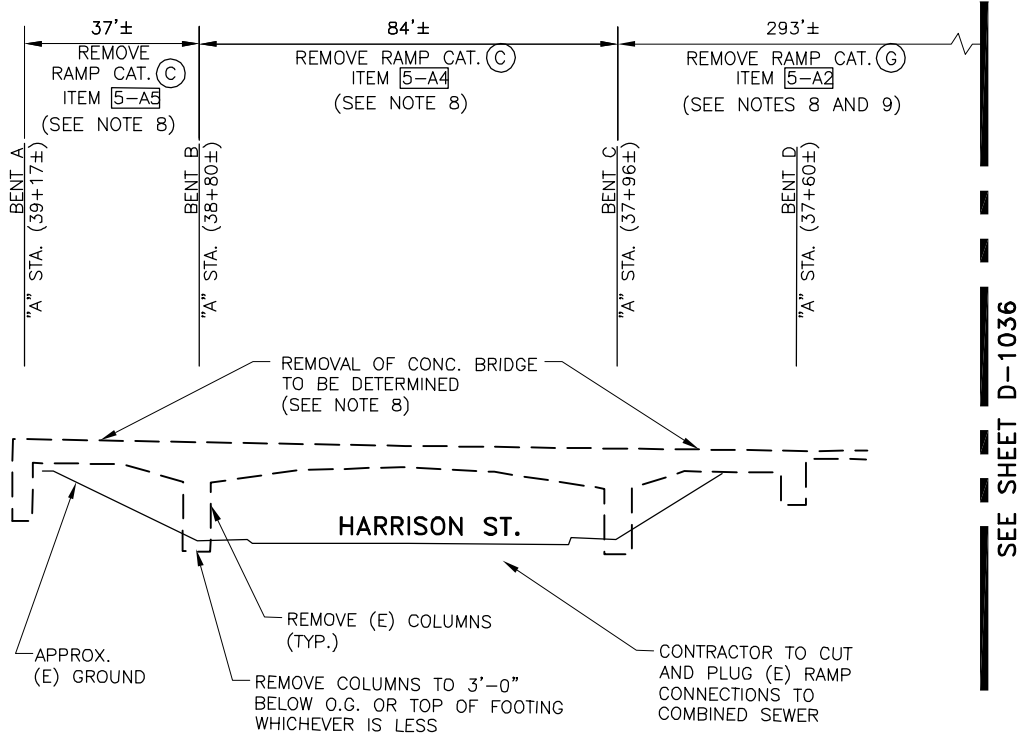 37'±
REMOVE
RAMP CAT. C
ITEM 5-A5
(SEE NOTE 8)
84'±
REMOVE RAMP CAT. C
ITEM 5-A4
(SEE NOTE 8)
293'±
REMOVE RAMP CAT. G
ITEM 5-A2
(SEE NOTES 8 AND 9)
BENT A
"A" STA. (39+17±)
BENT B
"A" STA. (38+80±)
BENT C
"A" STA. (37+96±)
BENT D
"A" STA. (37+60±)
SEE SHEET D-1036
REMOVAL OF CONC. BRIDGE
TO BE DETERMINED
(SEE NOTE 8)
HARRISON ST.
APPROX.
(E) GROUND
REMOVE (E) COLUMNS
(TYP.)
REMOVE COLUMNS TO 3'-0"
BELOW O.G. OR TOP OF FOOTING
WHICHEVER IS LESS
CONTRACTOR TO CUT
AND PLUG (E) RAMP
CONNECTIONS TO
COMBINED SEWER